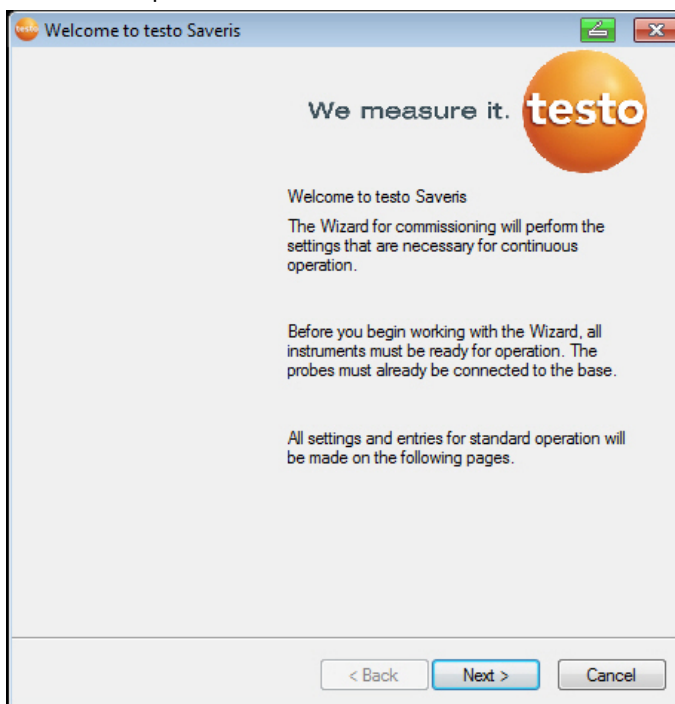 Welcome to testo Saveris
We measure it. testo
Welcome to testo Saveris
The Wizard for commissioning will perform the
settings that are necessary for continuous
operation.
Before you begin working with the Wizard, all
instruments must be ready for operation. The
probes must already be connected to the base.
All settings and entries for standard operation will
be made on the following pages.
< Back Next > Cancel